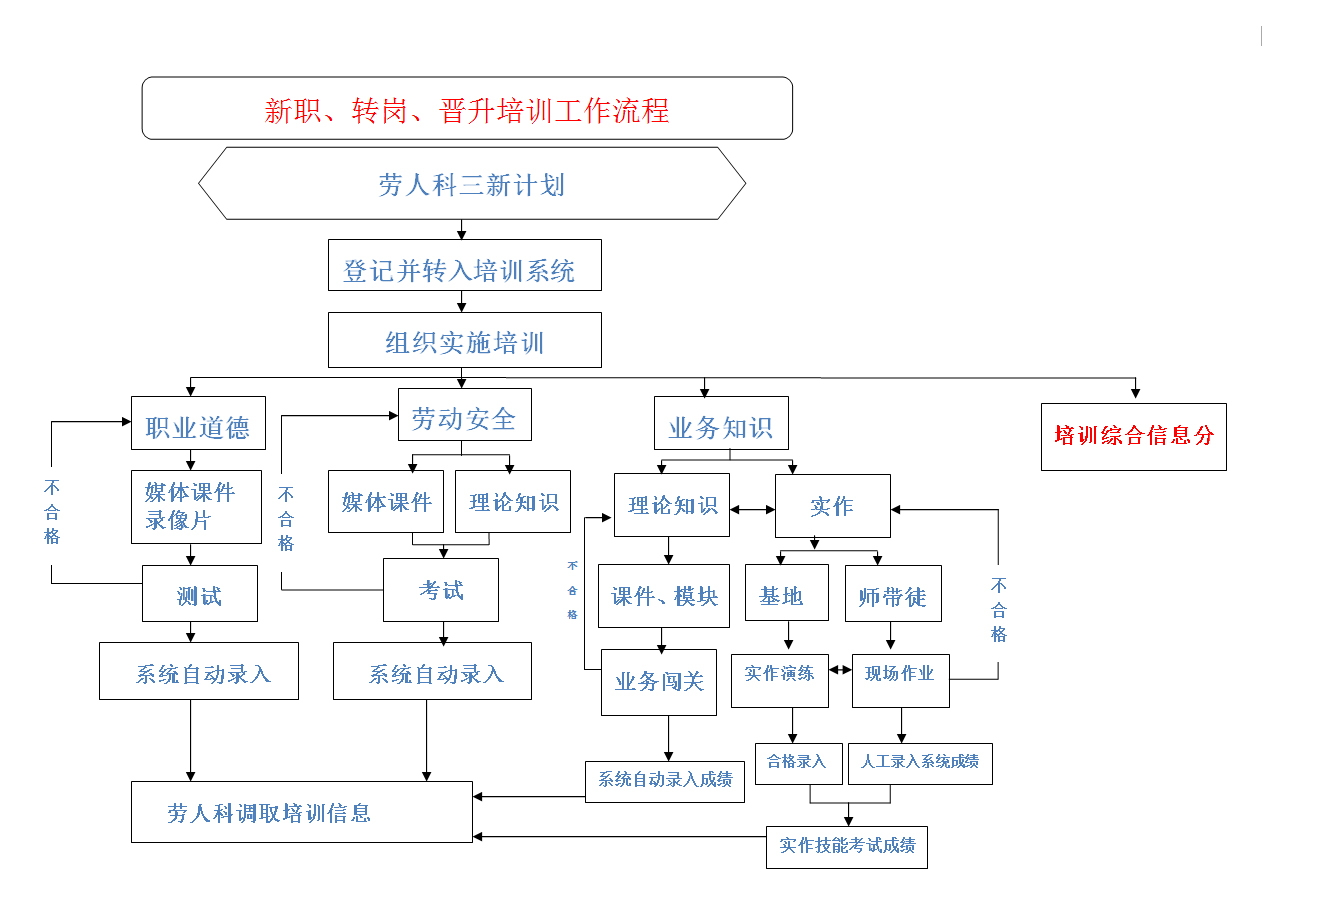 新职、转岗、晋升培训工作流程
劳人科三新计划
登记并转入培训系统
组织实施培训
职业道德
劳动安全
业务知识
培训综合信息分
不合格
媒体课件
录像片
不合格
媒体课件
理论知识
理论知识
实作
测试
考试
不合格
课件、模块
基地
师带徒
不合格
系统自动录入
系统自动录入
业务闯关
实作演练
现场作业
合格录入
人工录入系统成绩
系统自动录入成绩
劳人科调取培训信息
实作技能考试成绩